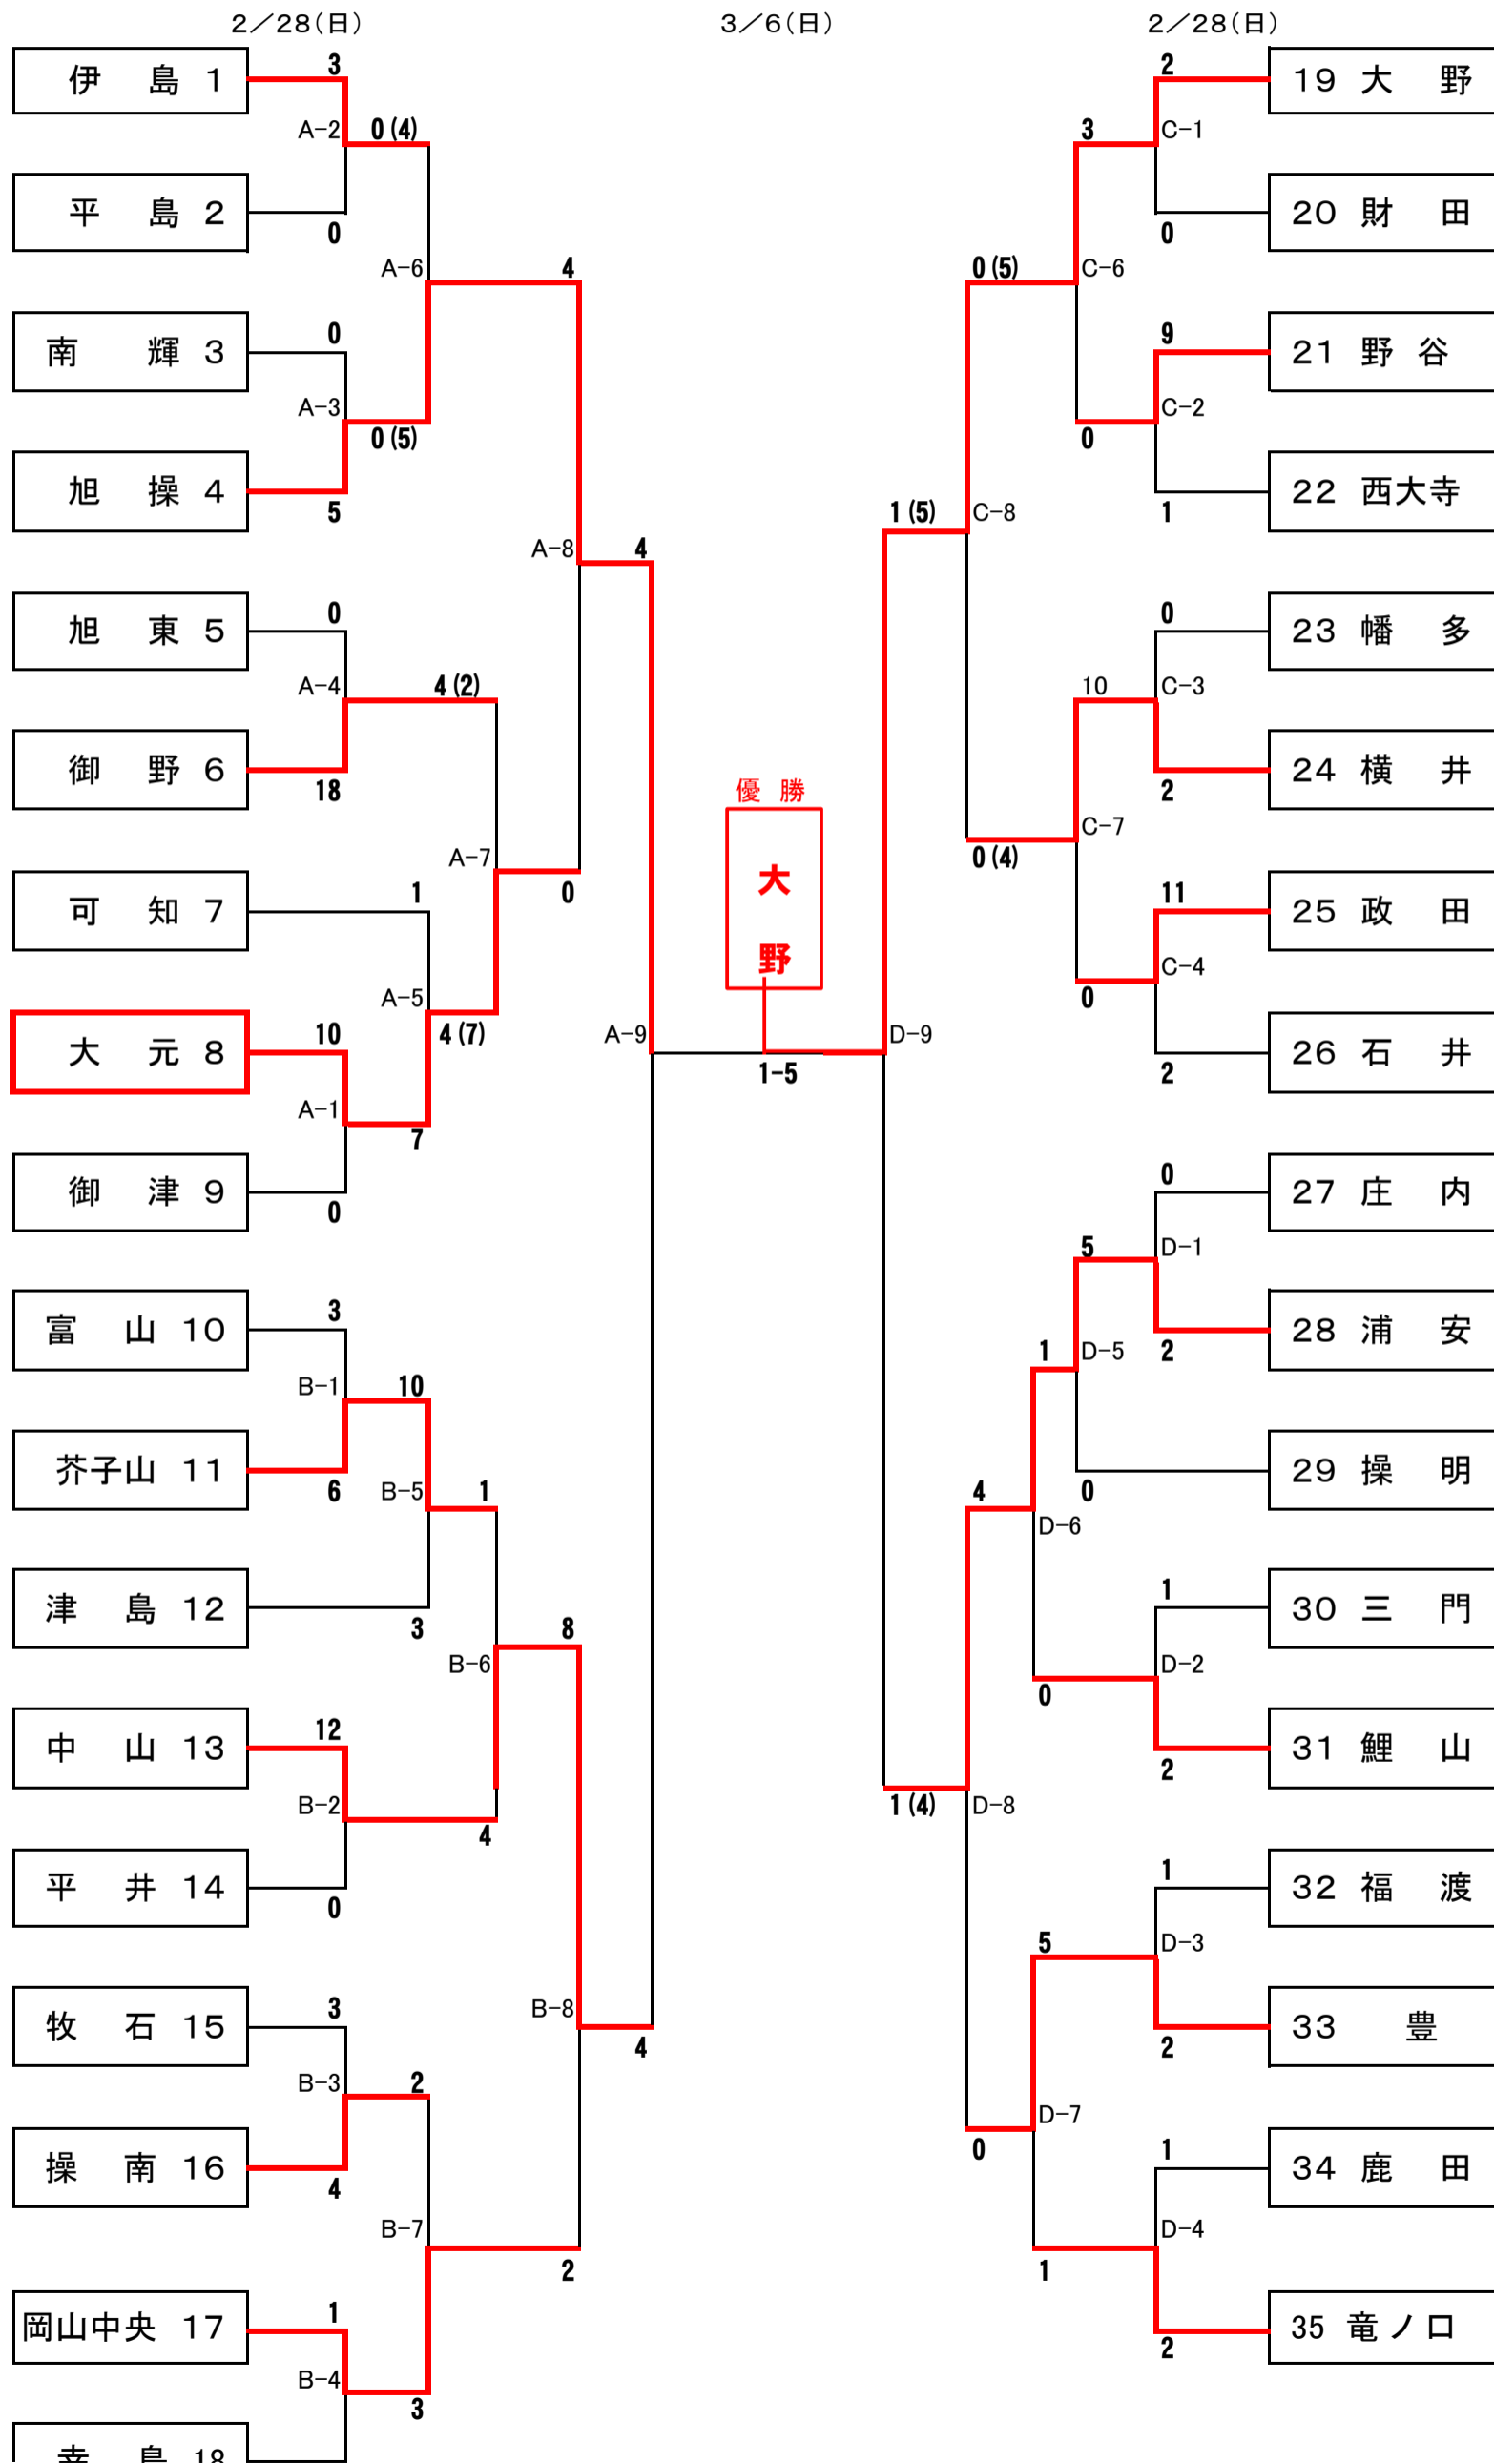 2／28（日）
3／6（日）
2／28（日）
伊 島 1
3
A-2
0 (4)
平 島 2
0
A-6
4
南 輝 3
0
A-3
0 (5)
旭 操 4
5
A-8
4
旭 東 5
0
A-4
4 (2)
御 野 6
18
A-7
0
可 知 7
1
A-5
4 (7)
大 元 8
10
A-1
7
御 津 9
0
A-9
富 山 10
3
B-1
10
芥子山 11
6
B-5
1
津 島 12
3
B-6
8
中 山 13
12
B-2
4
平 井 14
0
B-8
4
牧 石 15
3
B-3
2
操 南 16
4
B-7
2
岡山中央 17
1
B-4
3
幸 島 18
優 勝
大
野
1-5
2
19 大 野
3
C-1
20 財 田
0
0 (5)
C-6
9
21 野 谷
C-2
0
22 西大寺
1
1 (5)
C-8
0
23 幡 多
10
C-3
24 横 井
2
C-7
0 (4)
11
25 政 田
C-4
0
26 石 井
2
D-9
0
27 庄 内
5
D-1
28 浦 安
2
1
D-5
29 操 明
0
4
D-6
1
30 三 門
D-2
0
31 鯉 山
2
1 (4)
D-8
1
32 福 渡
5
D-3
33 豊
2
D-7
0
1
34 鹿 田
D-4
1
35 竜ノ口
2